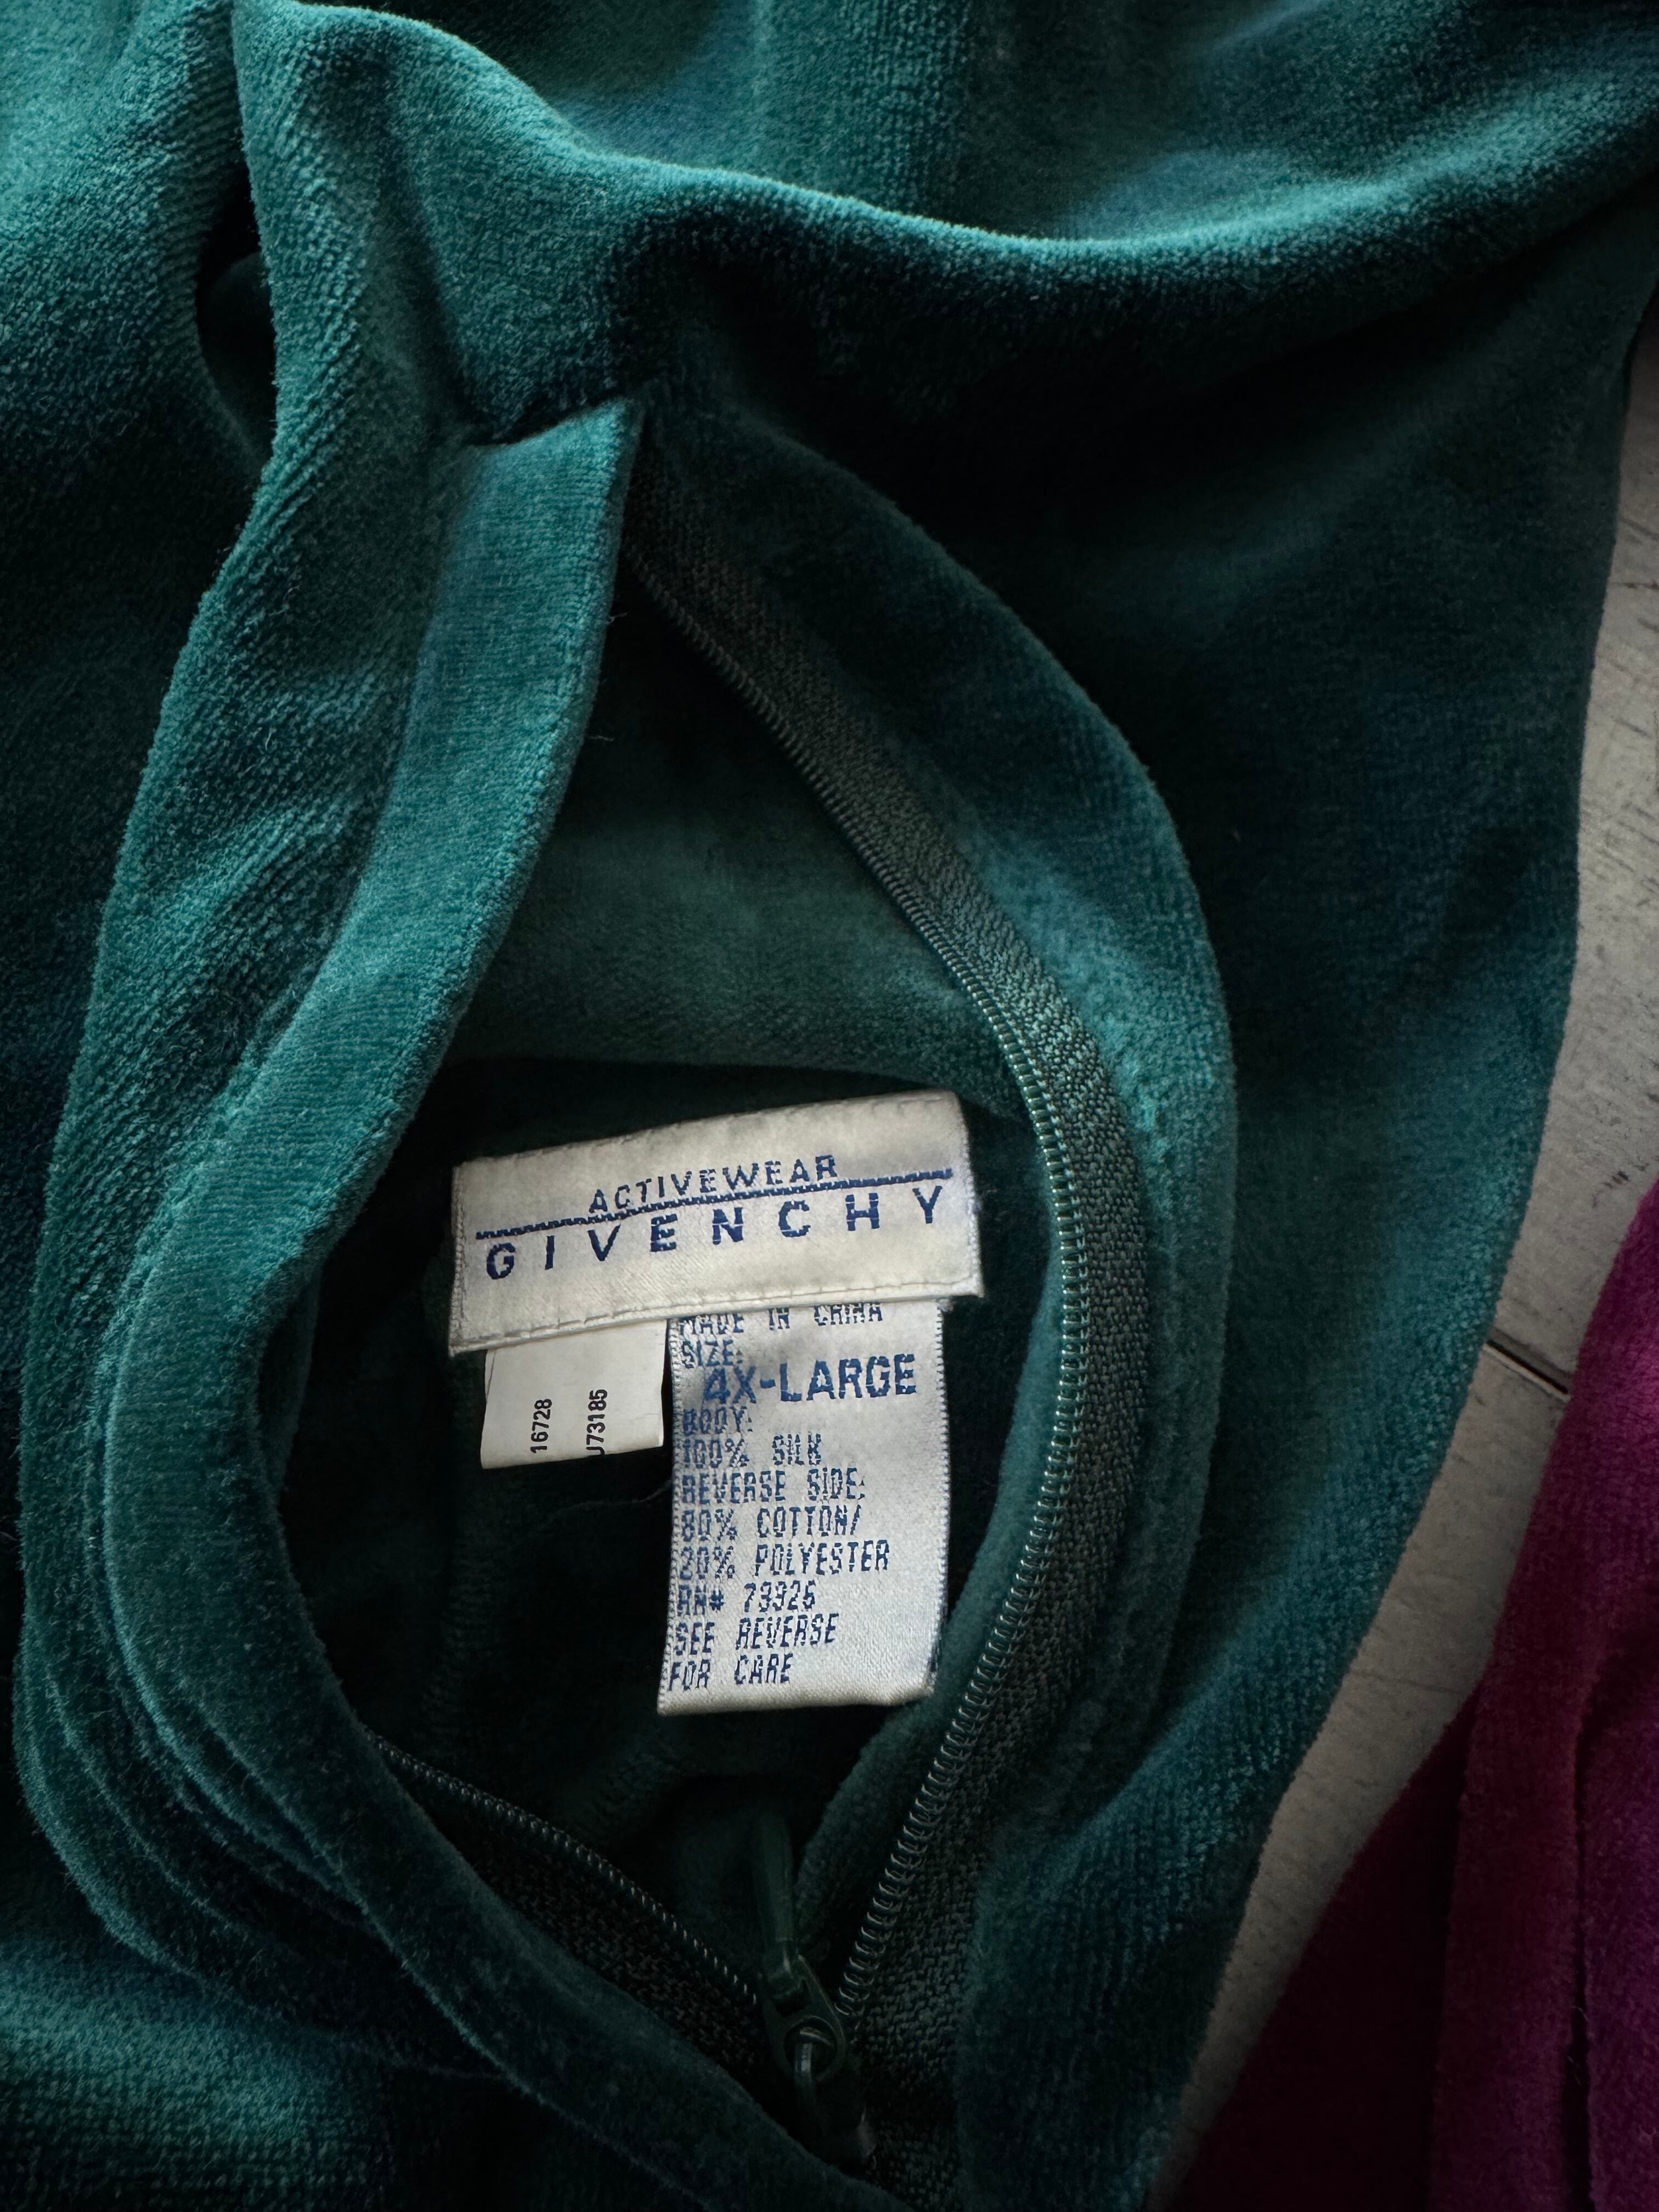 ACTIVEWEAR
GIVENCHY
MADE IN CHINA
SIZE:
4X-LARGE
BODY:
100% SILK
REVERSE SIDE:
80% COTTON/
20% POLYESTER
RN# 73926
SEE REVERSE
FOR CARE
16728
J73185